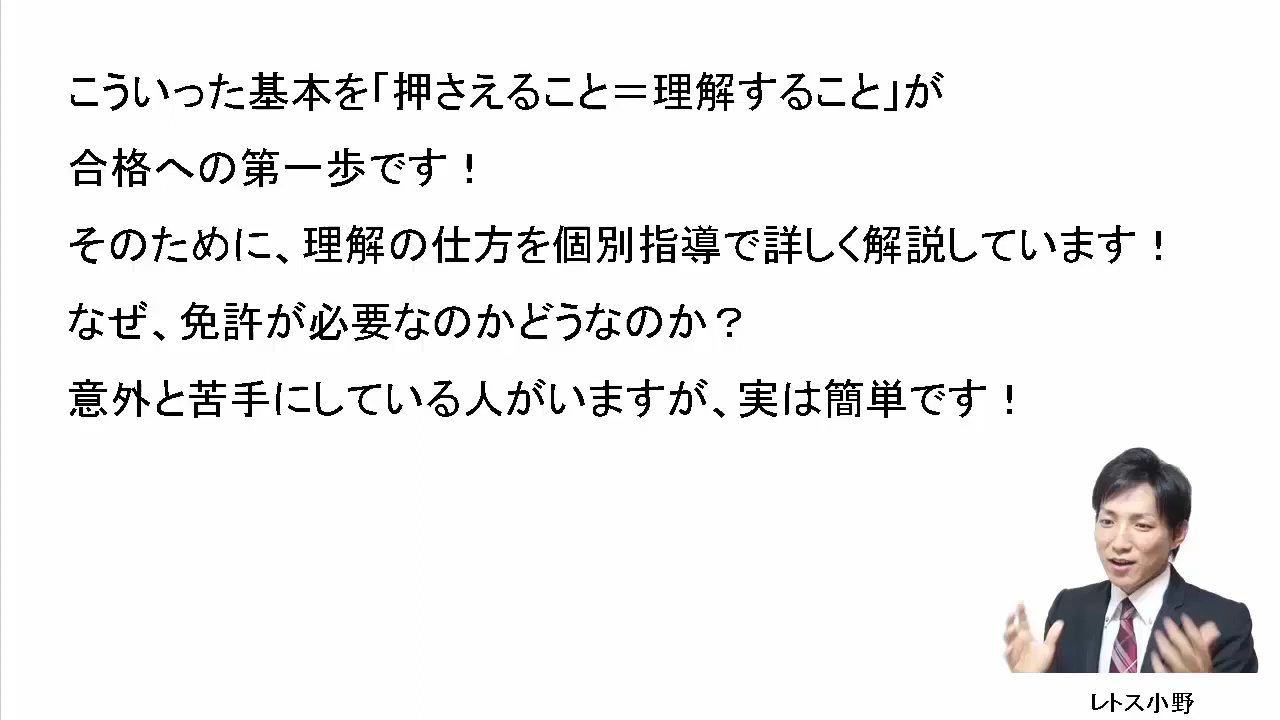 こういった基本を「押さえること＝理解すること」が
合格への第一歩です！
そのために、理解の仕方を個別指導で詳しく解説しています！
なぜ、免許が必要なのかどうなのか？
意外と苦手にしている人がいますが、実は簡単です！
レトス小野